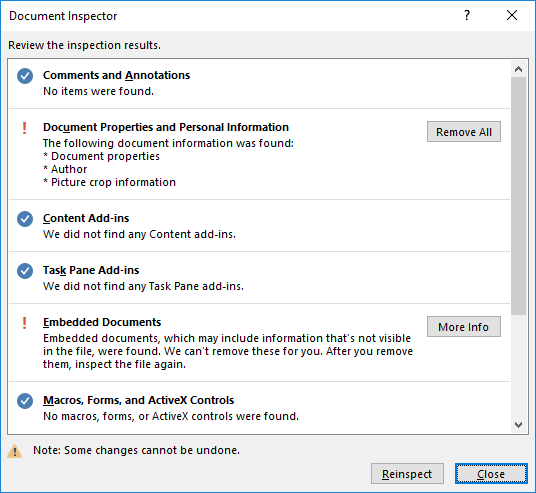 Document Inspector
?
Review the inspection results.
Comments and Annotations
No items were found.
! Document Properties and Personal Information
Remove All
The following document information was found:
* Document properties
* Author
* Picture crop information
Content Add-ins
We did not find any Content add-ins.
Task Pane Add-ins
We did not find any Task Pane add-ins.
! Embedded Documents
More Info
Embedded documents, which may include information that's not visible
in the file, were found. We can't remove these for you. After you remove
them, inspect the file again.
Macros, Forms, and ActiveX Controls
No macros, forms, or ActiveX controls were found.
Note: Some changes cannot be undone.
Reinspect
Close